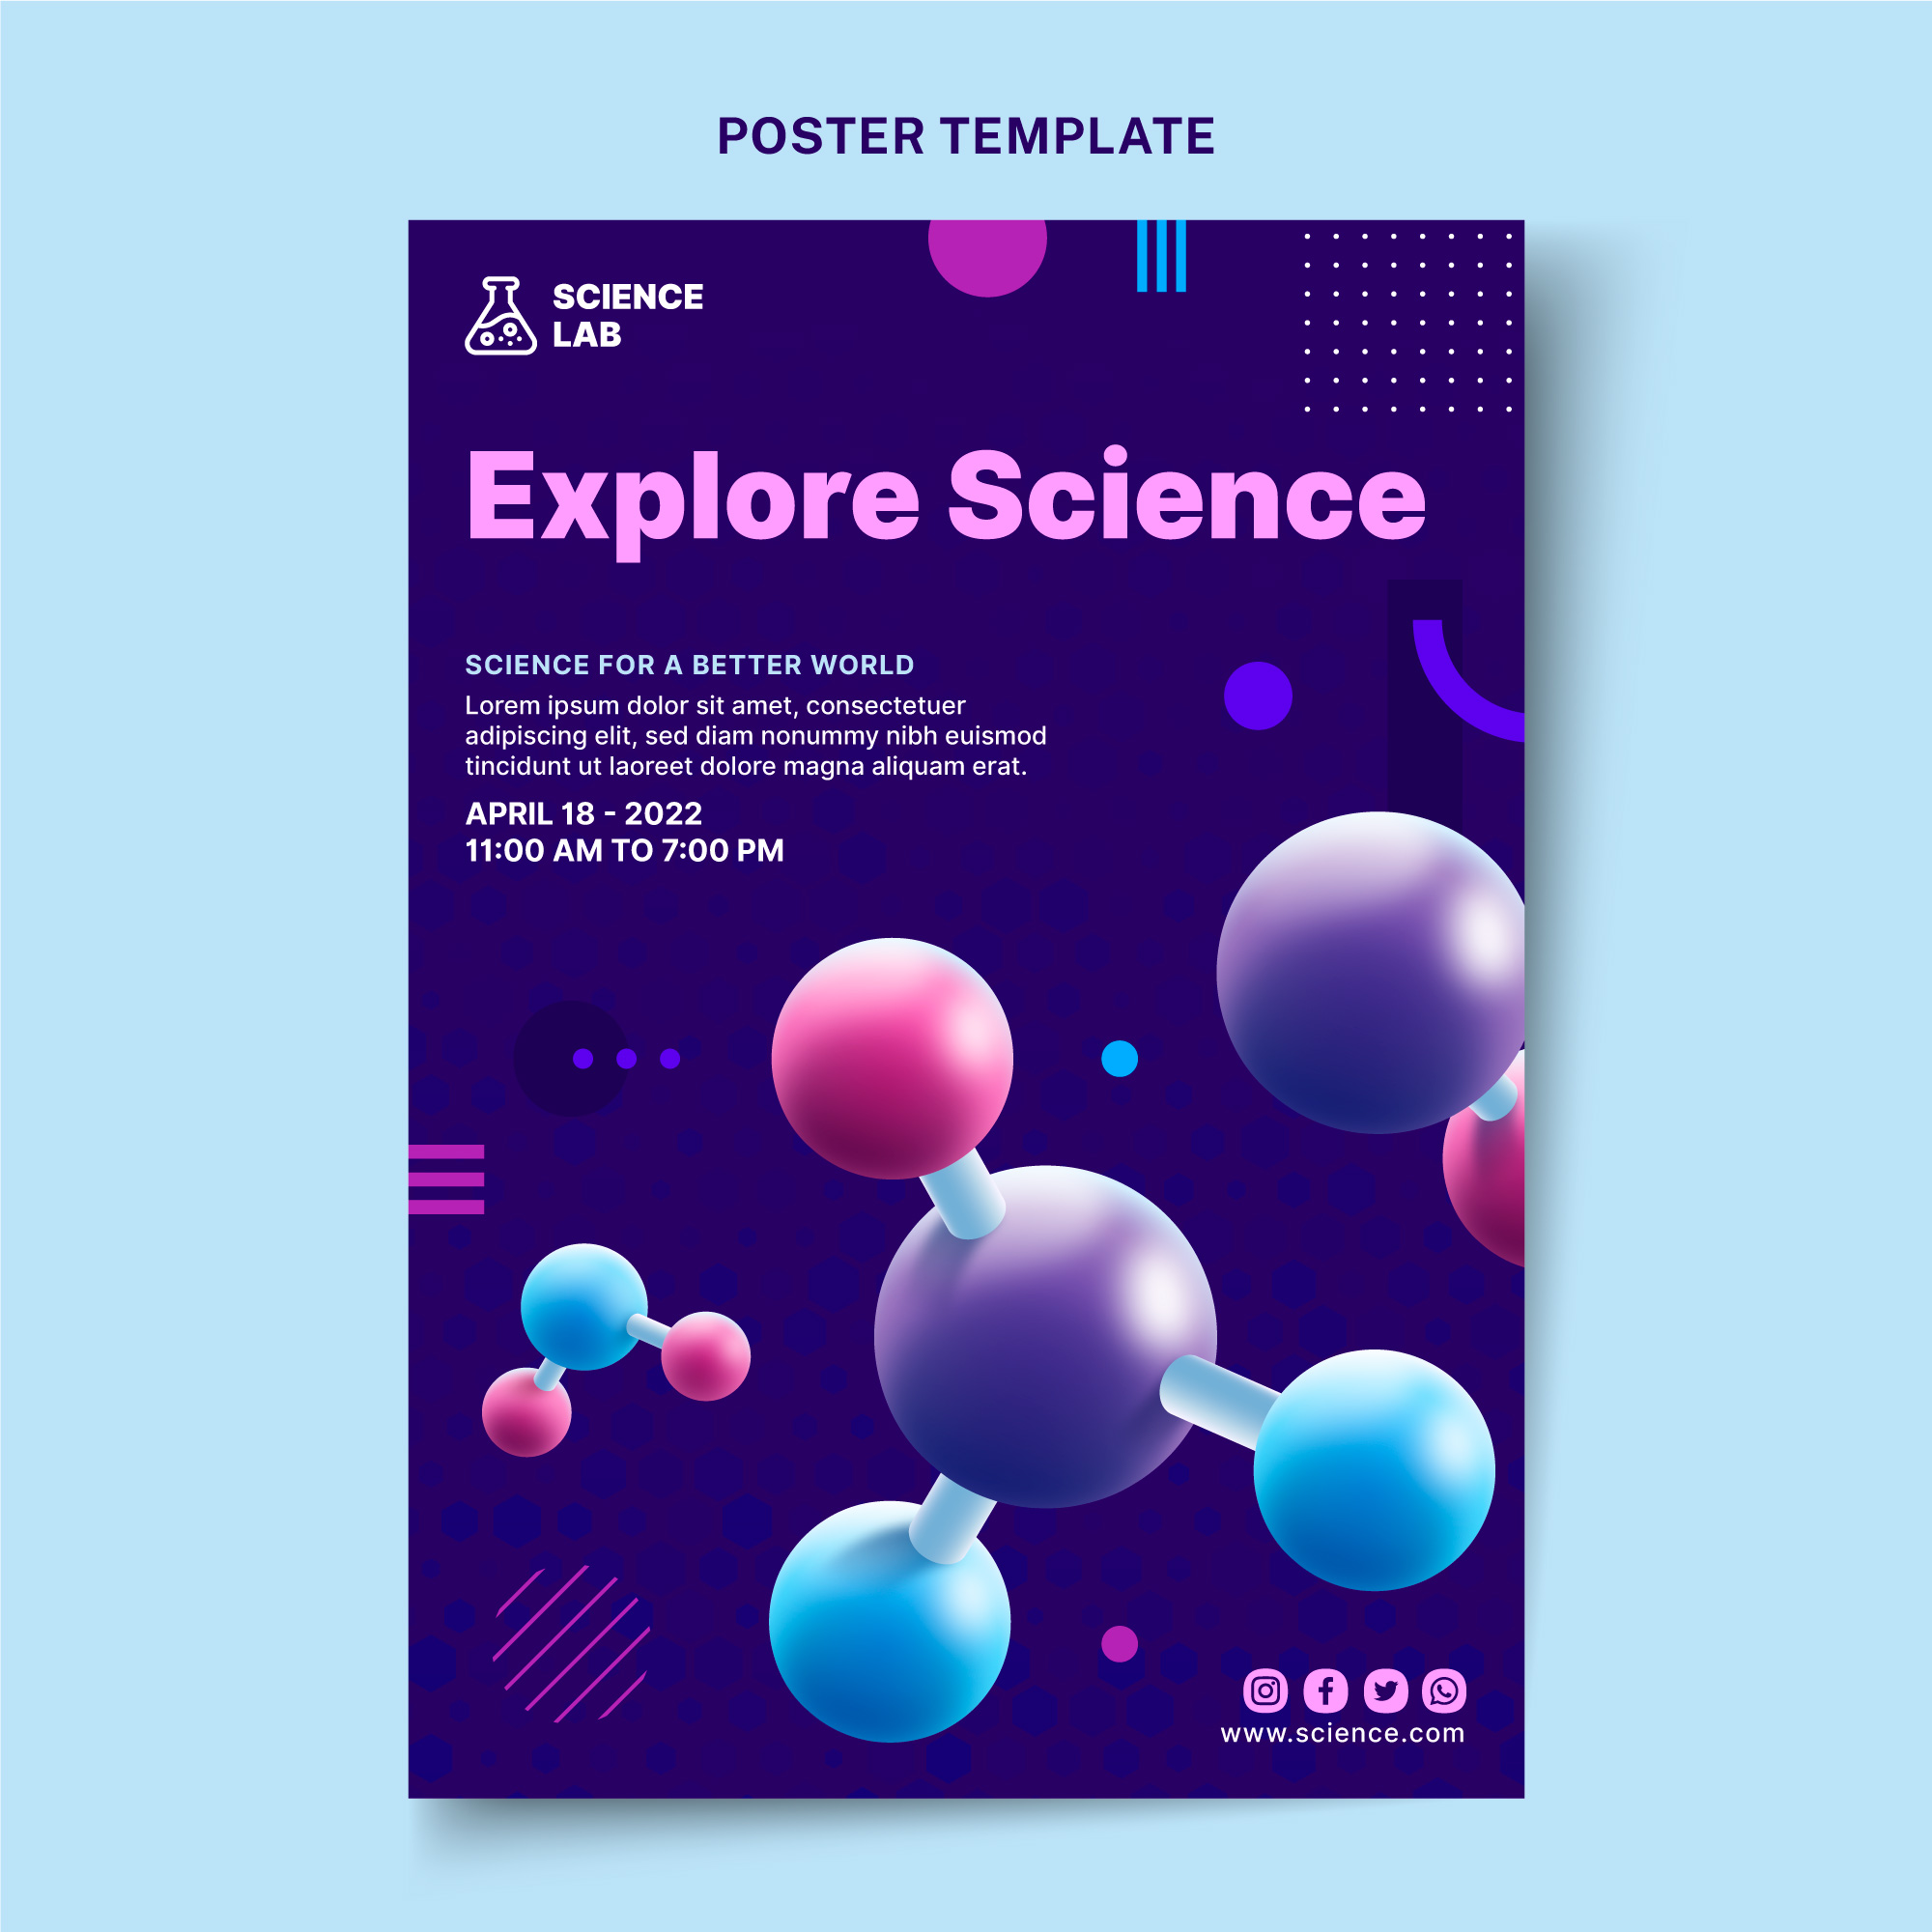 POSTER TEMPLATE
SCIENCE
LAB
Explore Science
SCIENCE FOR A BETTER WORLD
Lorem ipsum dolor sit amet, consectetuer
adipiscing elit, sed diam nonummy nibh euismod
tincidunt ut laoreet dolore magna aliquam erat.
APRIL 18 - 2022
11:00 AM TO 7:00 PM
www.science.com